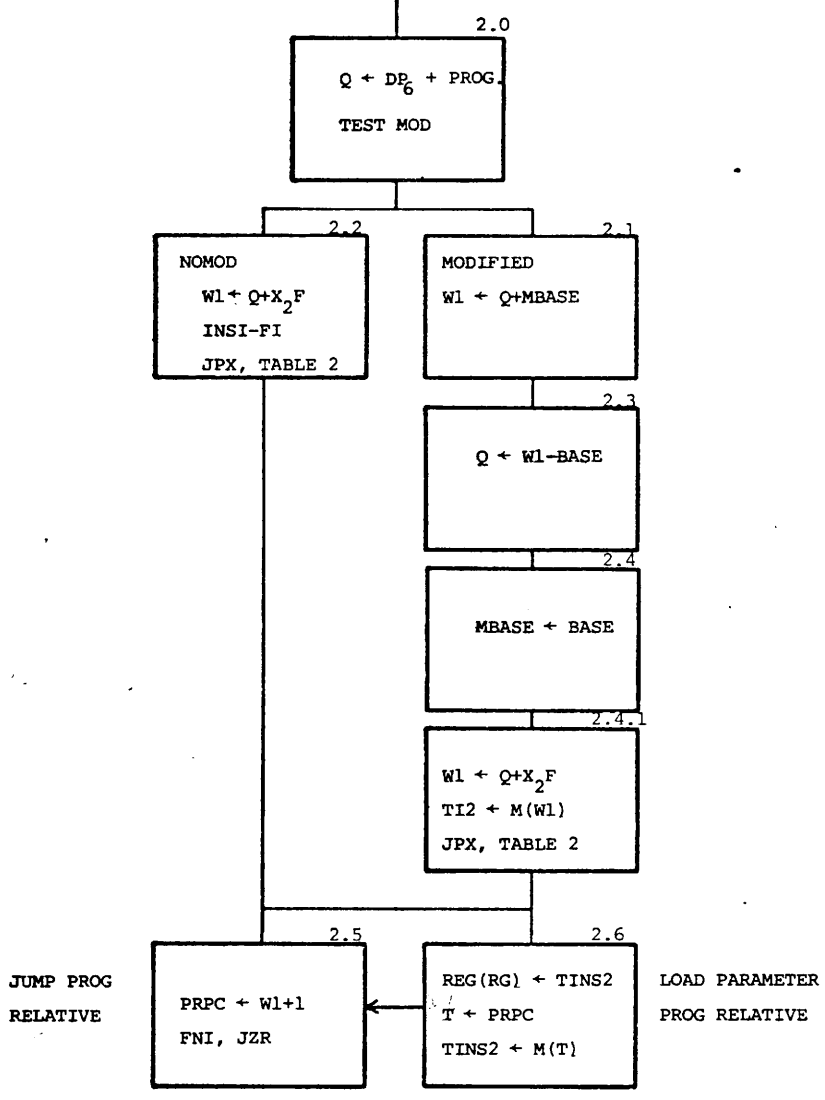 2.0
Q ← DP6 + PROG.
TEST MOD
2.2
NOMOD
W1 ← Q+X2F
INSI-FI
JPX, TABLE 2
2.1
MODIFIED
W1 ← Q+MBASE
2.3
Q ← W1-BASE
2.4
MBASE ← BASE
2.4.1
W1 ← Q+X2F
TI2 ← M(W1)
JPX, TABLE 2
JUMP PROG
RELATIVE
2.5
PRPC ← W1+1
FNI, JZR
2.6
REG(RG) ← TINS2
T ← PRPC
TINS2 ← M(T)
LOAD PARAMETER
PROG RELATIVE